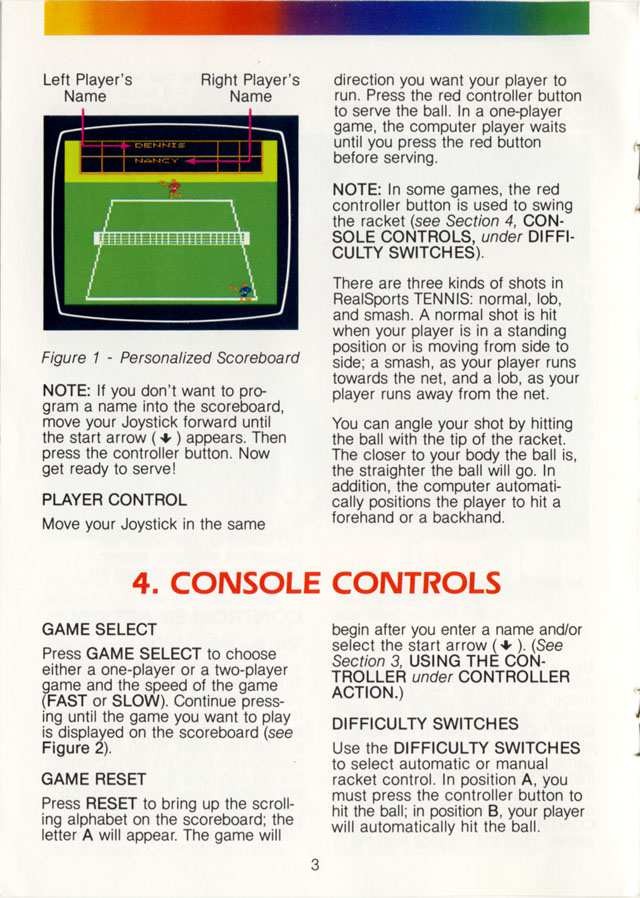 Left Player's
Name
Right Player's
Name
DENNIS
NANCY
Figure 1 - Personalized Scoreboard
NOTE: If you don't want to pro-
gram a name into the scoreboard,
move your Joystick forward until
the start arrow (↓) appears. Then
press the controller button. Now
get ready to serve!
PLAYER CONTROL
Move your Joystick in the same
direction you want your player to
run. Press the red controller button
to serve the ball. In a one-player
game, the computer player waits
until you press the red button
before serving.
NOTE: In some games, the red
controller button is used to swing
the racket (see Section 4, CON-
SOLE CONTROLS, under DIFFI-
CULTY SWITCHES).
There are three kinds of shots in
RealSports TENNIS: normal, lob,
and smash. A normal shot is hit
when your player is in a standing
position or is moving from side to
side; a smash, as your player runs
towards the net, and a lob, as your
player runs away from the net.
You can angle your shot by hitting
the ball with the tip of the racket.
The closer to your body the ball is,
the straighter the ball will go. In
addition, the computer automati-
cally positions the player to hit a
forehand or a backhand.
4. CONSOLE CONTROLS
GAME SELECT
Press GAME SELECT to choose
either a one-player or a two-player
game and the speed of the game
(FAST or SLOW). Continue press-
ing until the game you want to play
is displayed on the scoreboard (see
Figure 2).
GAME RESET
Press RESET to bring up the scroll-
ing alphabet on the scoreboard; the
letter A will appear. The game will
begin after you enter a name and/or
select the start arrow (↓). (See
Section 3, USING THE CON-
TROLLER under CONTROLLER
ACTION.)
DIFFICULTY SWITCHES
Use the DIFFICULTY SWITCHES
to select automatic or manual
racket control. In position A, you
must press the controller button to
hit the ball; in position B, your player
will automatically hit the ball.
3